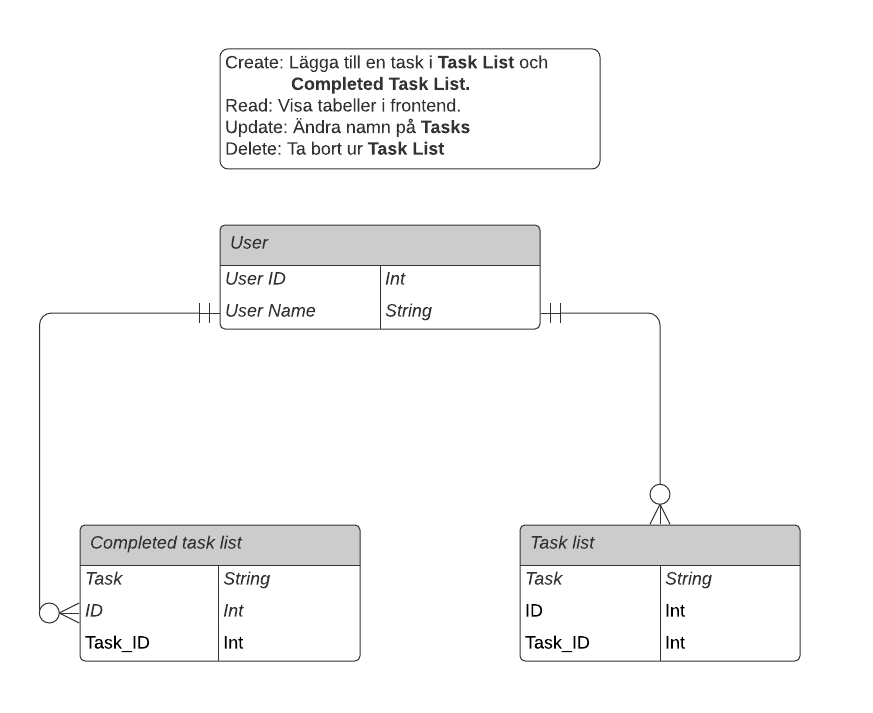 Create: Lägga till en task i Task List och
Completed Task List.
Read: Visa tabeller i frontend.
Update: Ändra namn på Tasks
Delete: Ta bort ur Task List
User
User ID Int
User Name String
Completed task list
Task String
ID Int
Task_ID Int
Task list
Task String
ID Int
Task_ID Int